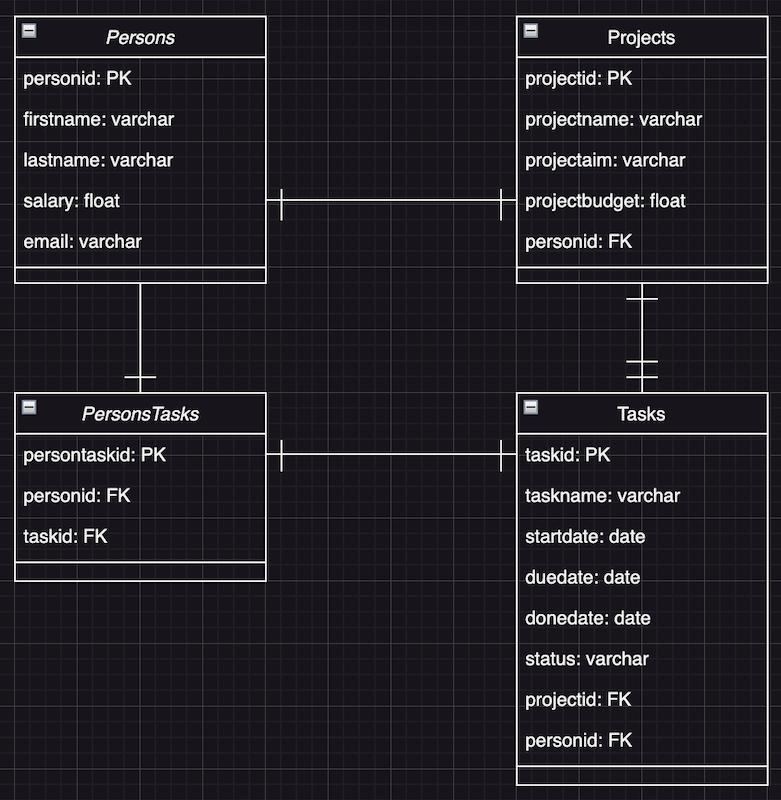 Persons
personid: PK
firstname: varchar
lastname: varchar
salary: float
email: varchar
Projects
projectid: PK
projectname: varchar
projectaim: varchar
projectbudget: float
personid: FK
PersonsTasks
persontaskid: PK
personid: FK
taskid: FK
Tasks
taskid: PK
taskname: varchar
startdate: date
duedate: date
donedate: date
status: varchar
projectid: FK
personid: FK